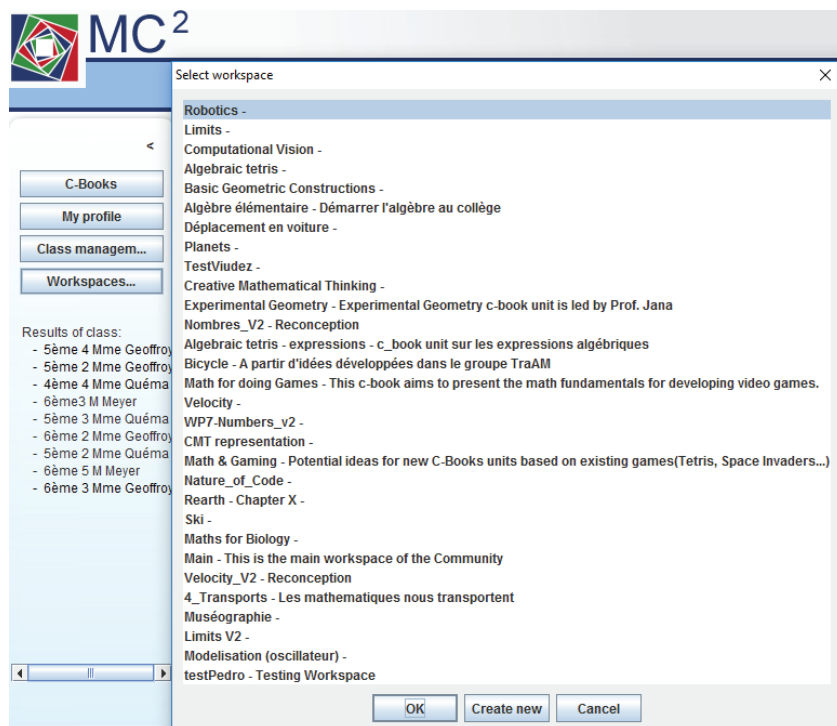 MC2
Select workspace
<
C-Books
My profile
Class managem...
Workspaces...
Results of class:
- 5ème 4 Mme Geoffroy
- 5ème 2 Mme Geoffroy
- 4ème 4 Mme Quéma
- 6ème3 M Meyer
- 5ème 3 Mme Quéma
- 6ème 2 Mme Geoffroy
- 5ème 2 Mme Quéma
- 6ème 5 M Meyer
- 6ème 3 Mme Geoffroy
Robotics -
Limits -
Computational Vision -
Algebraic tetris -
Basic Geometric Constructions -
Algèbre élémentaire - Démarrer l'algèbre au collège
Déplacement en voiture -
Planets -
TestViudez -
Creative Mathematical Thinking -
Experimental Geometry - Experimental Geometry c-book unit is led by Prof. Jana
Nombres_V2 - Reconception
Algebraic tetris - expressions - c_book unit sur les expressions algébriques
Bicycle - A partir d'idées développées dans le groupe TraAM
Math for doing Games - This c-book aims to present the math fundamentals for developing video games.
Velocity -
WP7-Numbers_v2 -
CMT representation -
Math & Gaming - Potential ideas for new C-Books units based on existing games(Tetris, Space Invaders...)
Nature_of_Code -
Rearth - Chapter X -
Ski -
Maths for Biology -
Main - This is the main workspace of the Community
Velocity_V2 - Reconception
4_Transports - Les mathematiques nous transportent
Muséographie -
Limits V2 -
Modelisation (oscillateur) -
testPedro - Testing Workspace
OK
Create new
Cancel